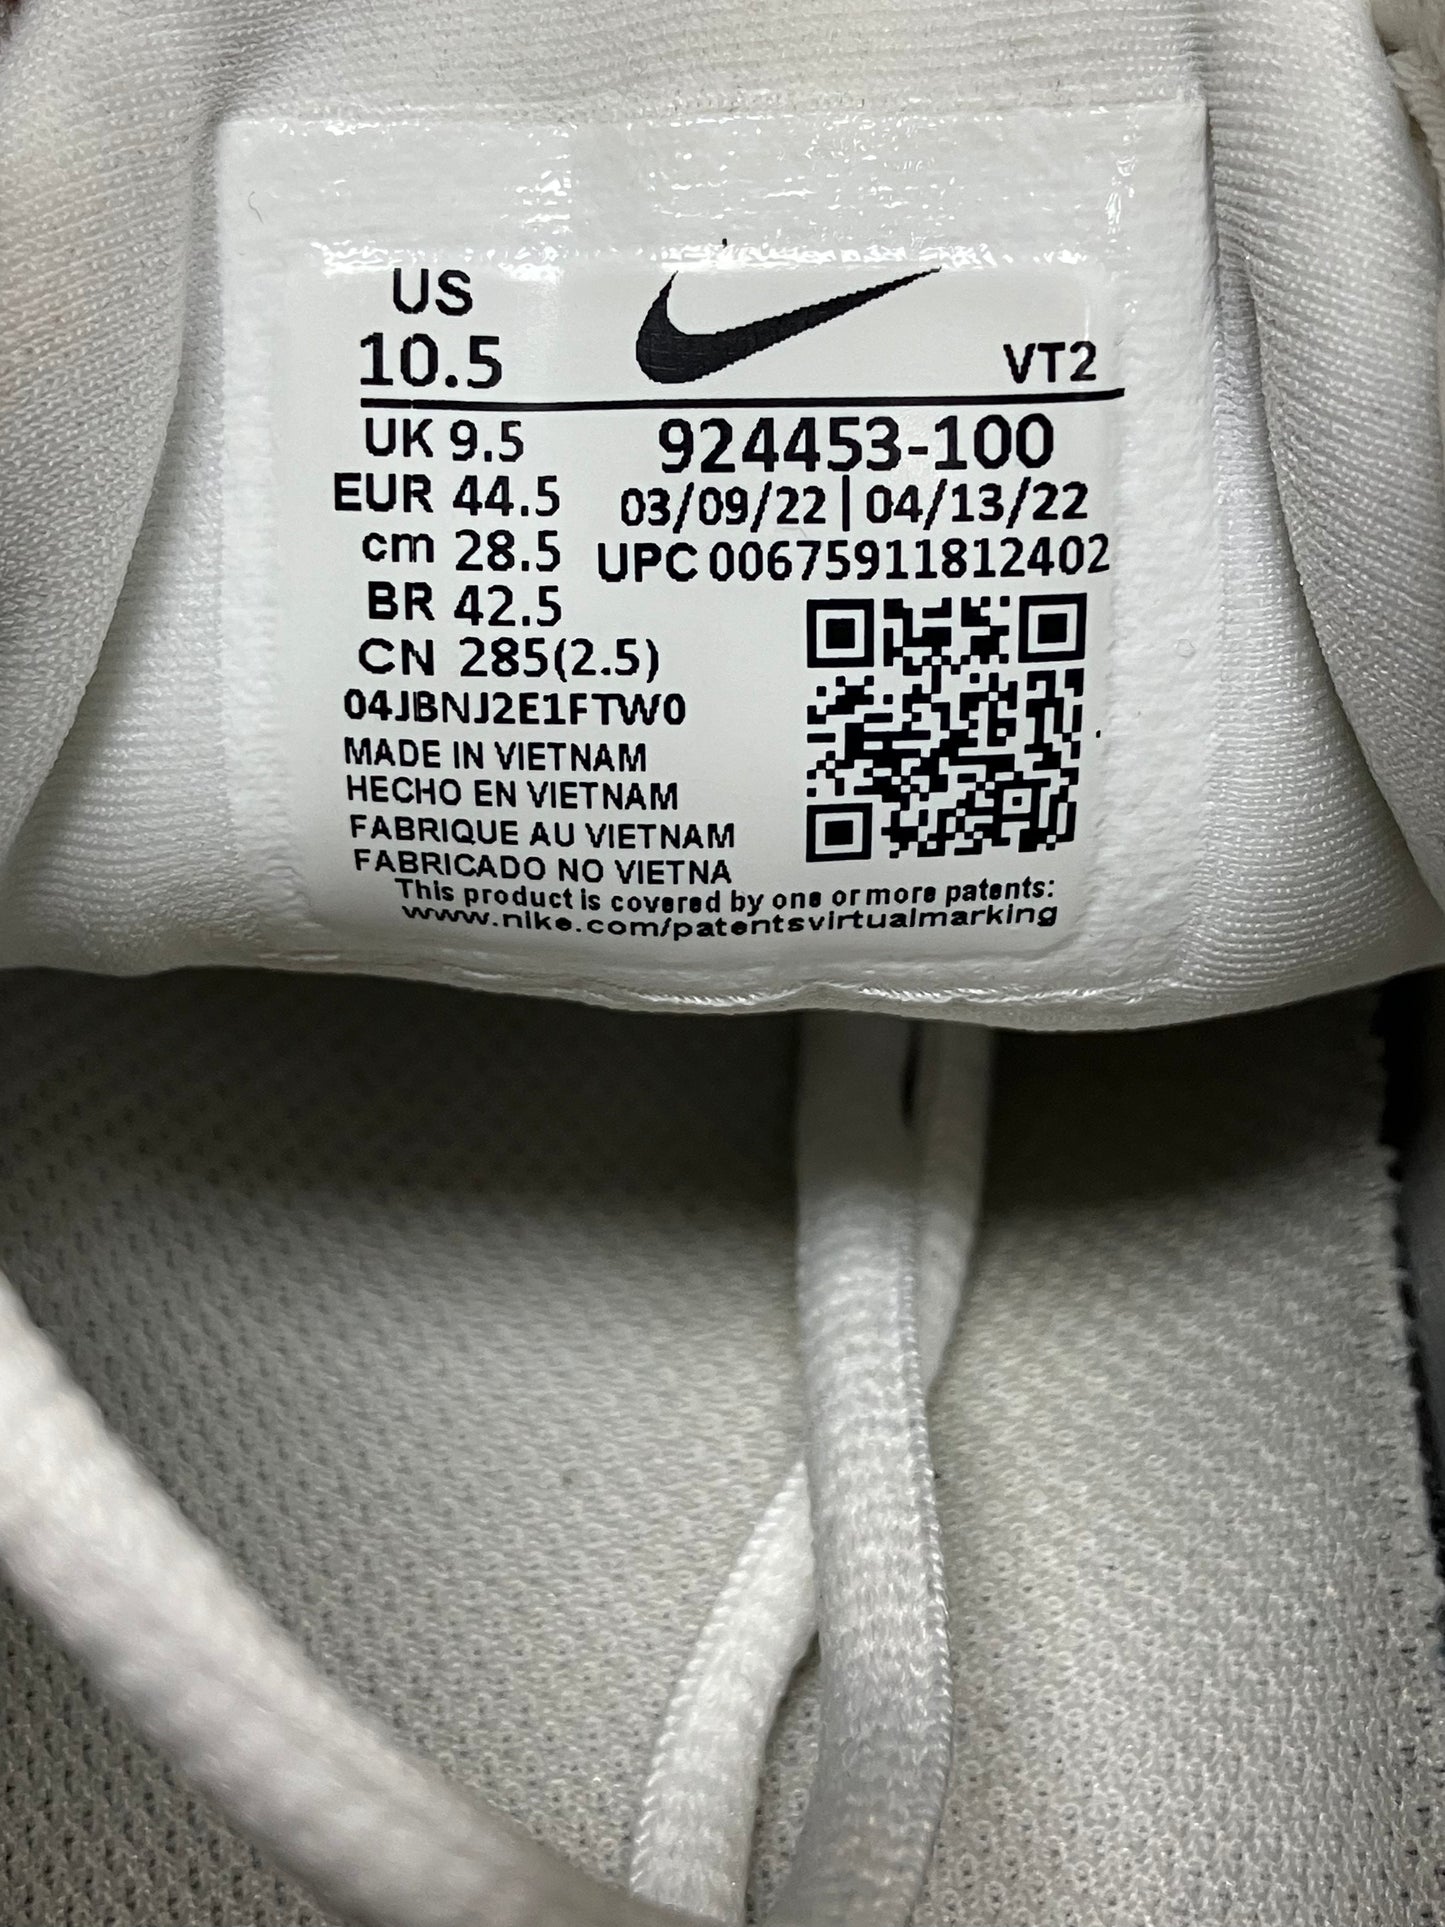 US
10.5
VT2
UK 9.5
924453-100
EUR 44.5
03/09/22 | 04/13/22
cm 28.5
UPC 00675911812402
BR 42.5
CN 285(2.5)
04JBNJ2E1FTW0
MADE IN VIETNAM
HECHO EN VIETNAM
FABRIQUE AU VIETNAM
FABRICADO NO VIETNA
This product is covered by one or more patents:
www.nike.com/patentsvirtualmarking